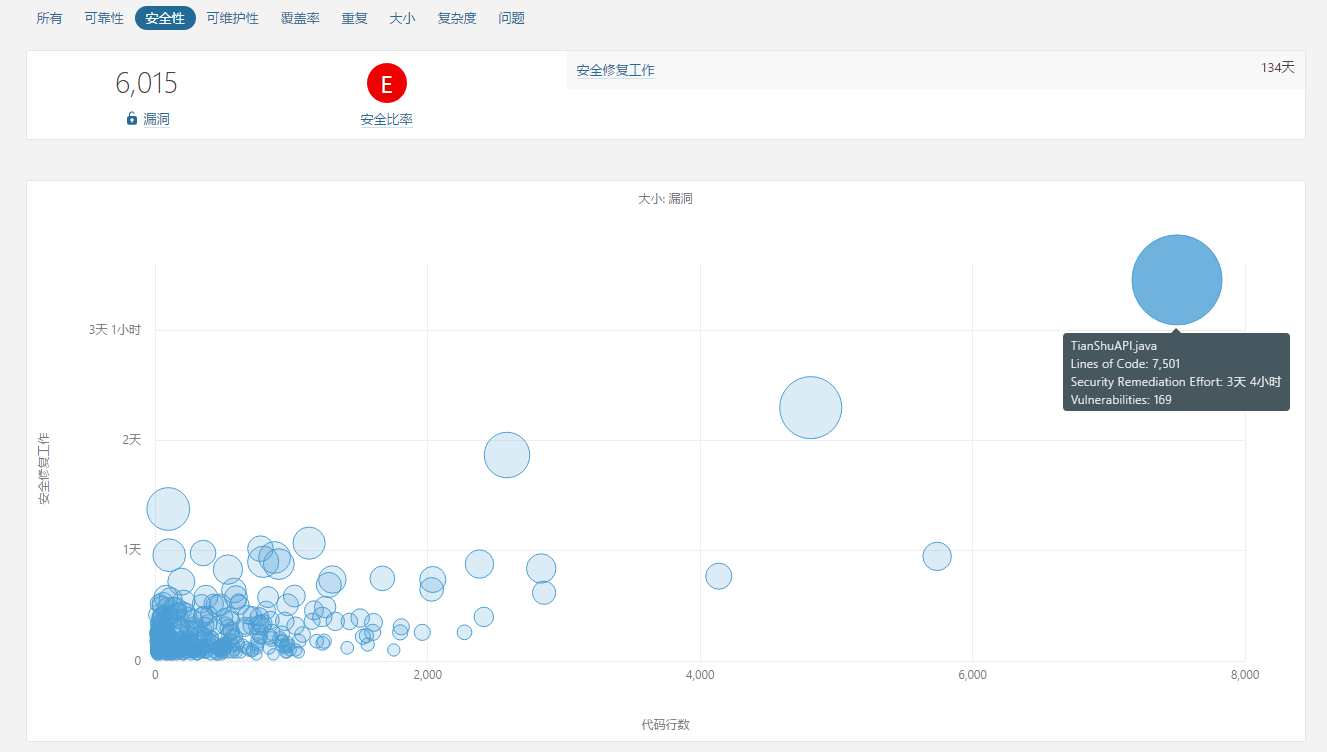 所有 可靠性 安全性 可维护性 覆盖率 重复 大小 复杂度 问题
6,015
漏洞
E
安全比率
安全修复工作 134天
大小: 漏洞
3天 1小时
2天
1天
0
安全修复工作
TianShuAPI.java
Lines of Code: 7,501
Security Remediation Effort: 3天 4小时
Vulnerabilities: 169
0 2,000 4,000 6,000 8,000
代码行数